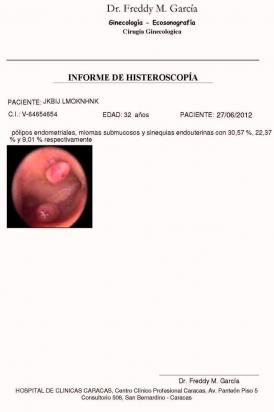 Dr. Freddy M. García
Ginecología - Ecosonografía
Cirugía Ginecologica
INFORME DE HISTEROSCOPÍA
PACIENTE: JKBIJ LMOKNHNK
C.I.: V-64654654 EDAD: 32 años PACIENTE: 27/06/2012
pólipos endometriales, miomas submucosos y sinequias endouterinas con 30,57 %, 22,37
% y 9,01 % respectivamente
Dr. Freddy M. García
HOSPITAL DE CLINICAS CARACAS, Centro Clínico Profesional Caracas, Av. Panteón Piso 5
Consultorio 506, San Bernardino - Caracas